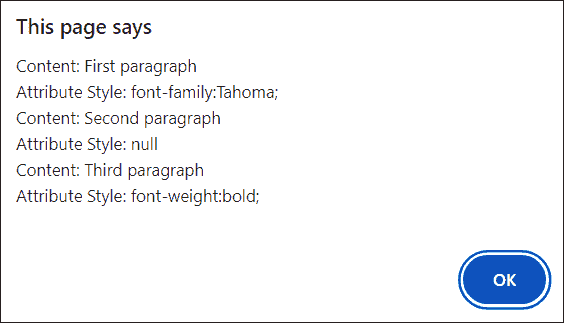 This page says
Content: First paragraph
Attribute Style: font-family:Tahoma;
Content: Second paragraph
Attribute Style: null
Content: Third paragraph
Attribute Style: font-weight:bold;
OK